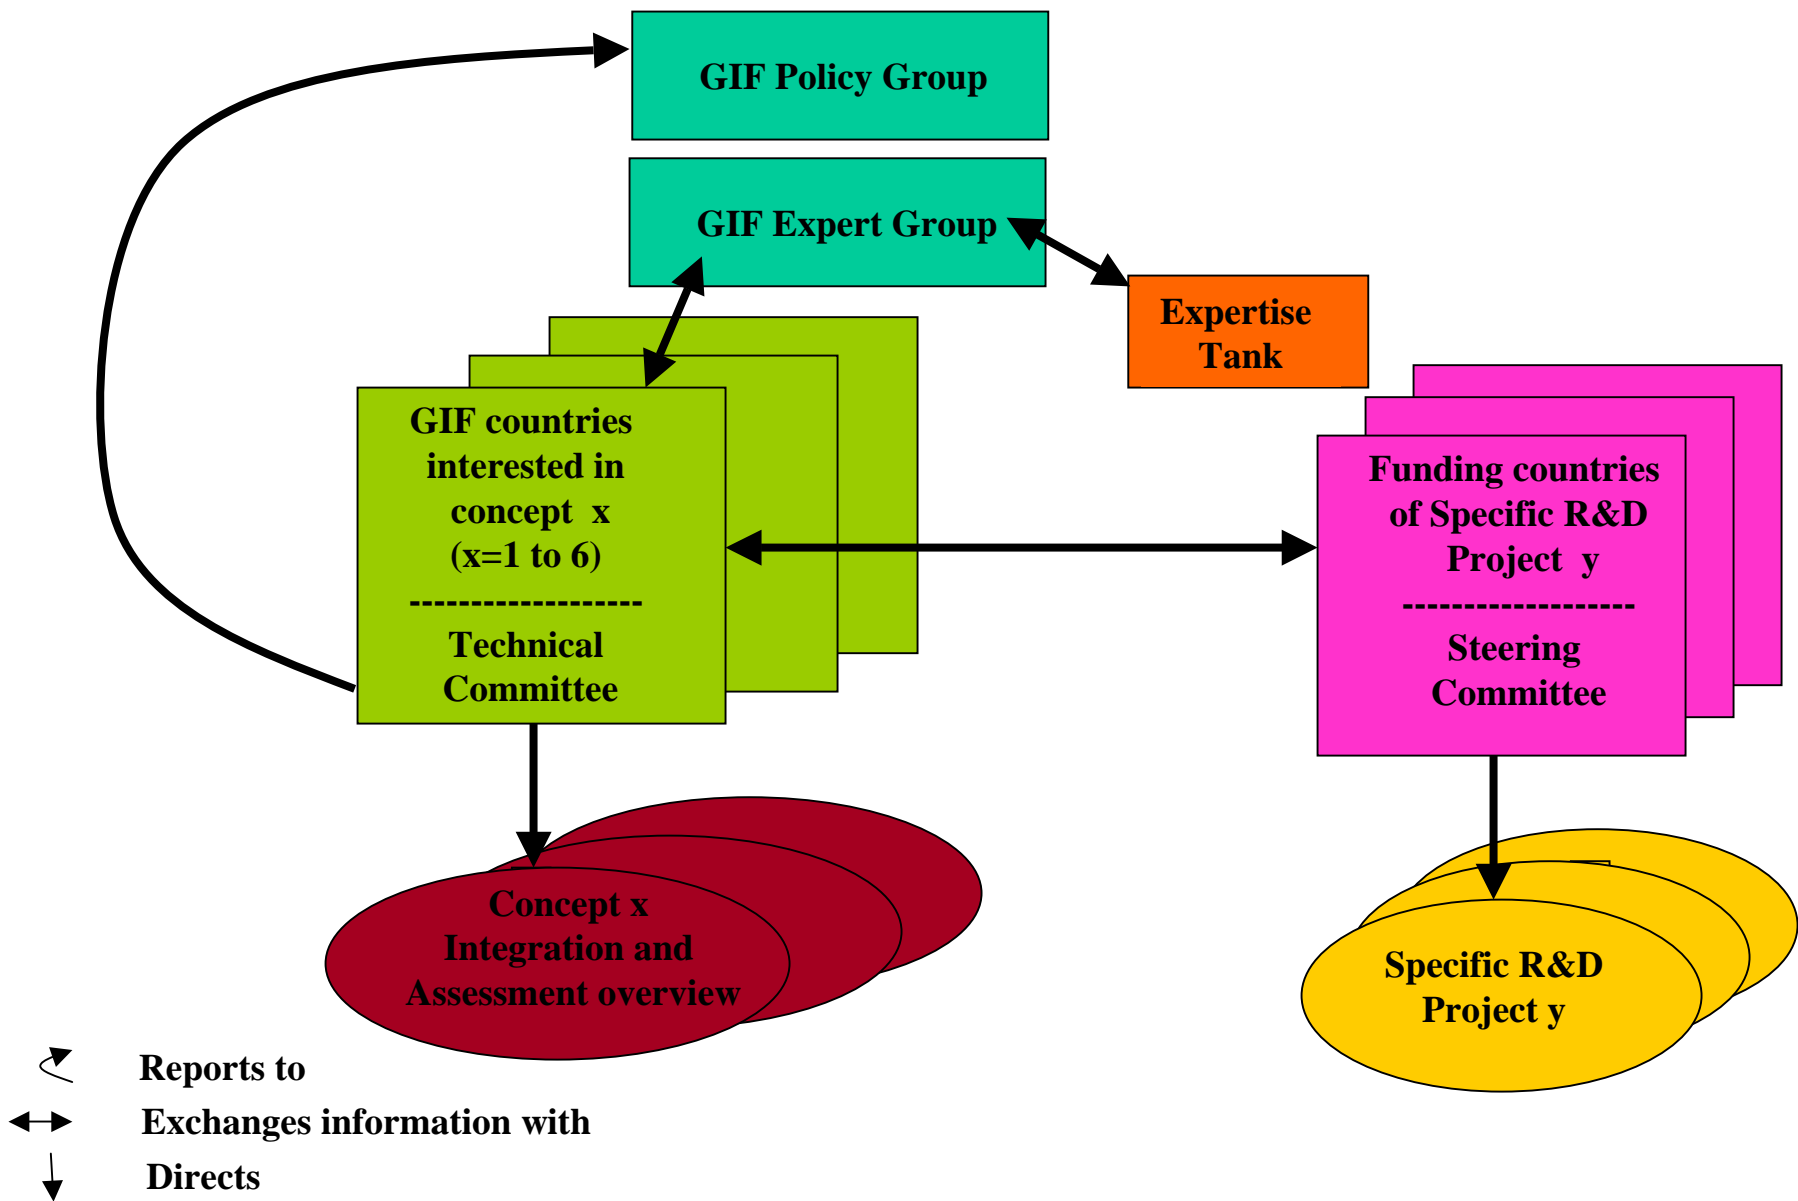 GIF Policy Group
GIF Expert Group
Expertise
Tank
GIF countries
interested in
concept x
(x=1 to 6)
-------------------
Technical
Committee
Funding countries
of Specific R&D
Project y
-------------------
Steering
Committee
Concept x
Integration and
Assessment overview
Specific R&D
Project y
Reports to
Exchanges information with
Directs